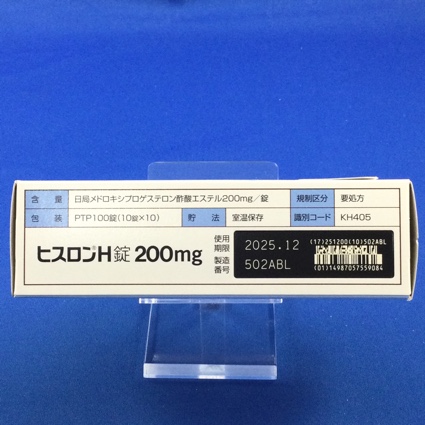 含 量 日局メドロキシプロゲステロン酢酸エステル200mg/錠 規制区分 要処方
包 装 PTP100錠(10錠×10) 貯 法 室温保存 識別コード KH405
ヒスロン®H錠 200mg
使用期限 2025.12
製造番号 502ABL
(17)251200(10)502ABL
(01)14987057559084